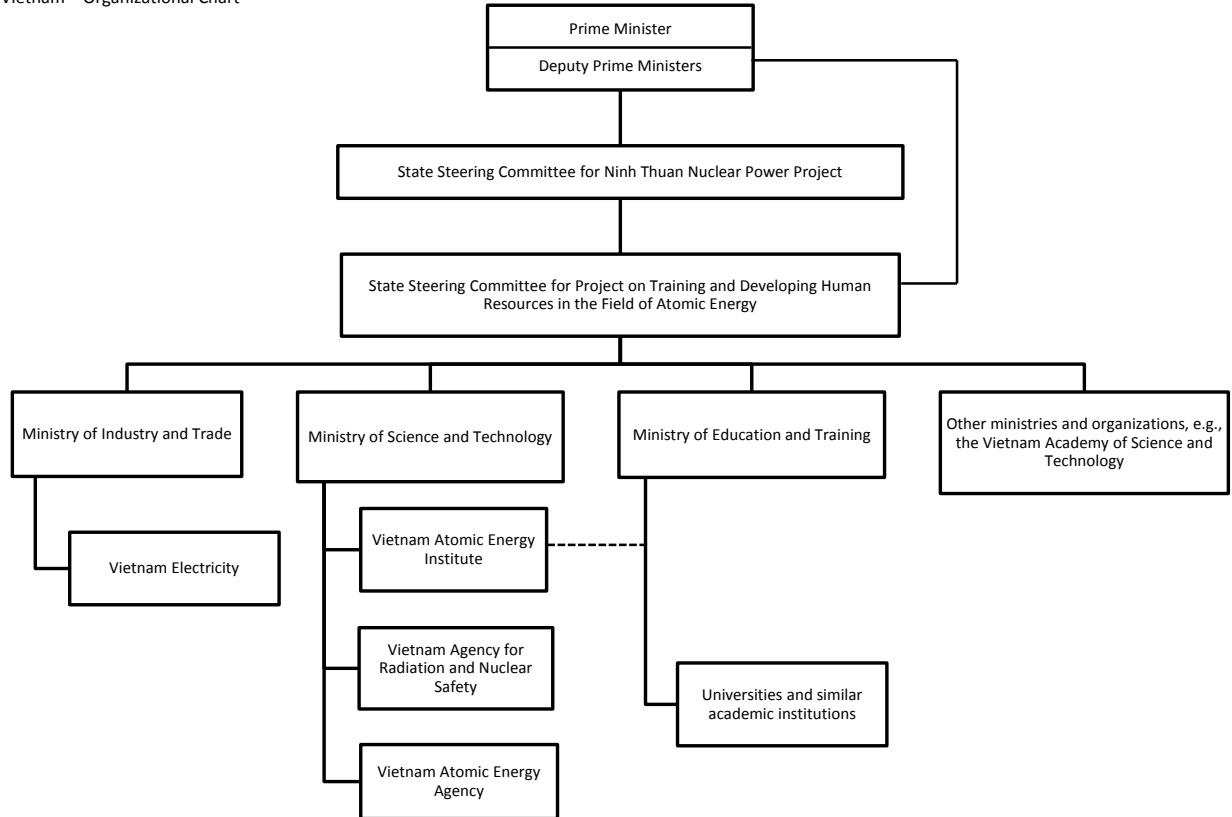 Vietnam – Organizational Chart
Prime Minister
Deputy Prime Ministers
State Steering Committee for Ninh Thuan Nuclear Power Project
State Steering Committee for Project on Training and Developing Human
Resources in the Field of Atomic Energy
Ministry of Industry and Trade
Ministry of Science and Technology
Ministry of Education and Training
Other ministries and organizations, e.g.,
the Vietnam Academy of Science and
Technology
Vietnam Electricity
Vietnam Atomic Energy
Institute
Vietnam Agency for
Radiation and Nuclear
Safety
Universities and similar
academic institutions
Vietnam Atomic Energy
Agency